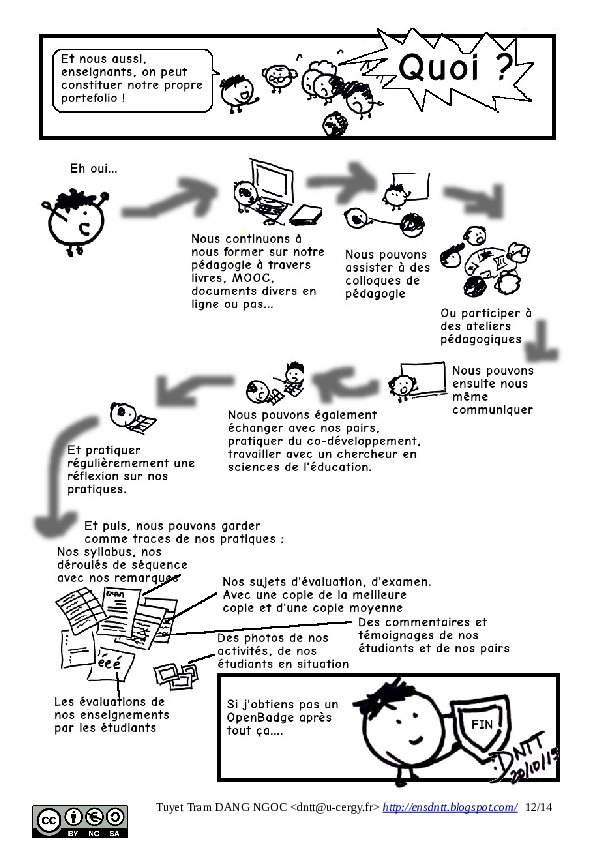 Et nous aussi,
enseignants, on peut
constituer notre propre
portefolio !
Quoi ?
Eh oui...
Nous continuons à
nous former sur notre
pédagogie à travers
livres, MOOC,
documents divers en
ligne ou pas...
Nous pouvons
assister à des
colloques de
pédagogie
Ou participer à
des ateliers
pédagogiques
Nous pouvons
ensuite nous
même
communiquer
Nous pouvons également
échanger avec nos pairs,
pratiquer du co-développement,
travailler avec un chercheur en
sciences de l'éducation.
Et pratiquer
régulièremement une
réflexion sur nos
pratiques.
Et puis, nous pouvons garder
comme traces de nos pratiques :
Nos syllabus, nos
déroulés de séquence
avec nos remarques
Nos sujets d'évaluation, d'examen.
Avec une copie de la meilleure
copie et d'une copie moyenne
Des commentaires et
témoignages de nos
étudiants et de nos pairs
Des photos de nos
activités, de nos
étudiants en situation
éeé
Les évaluations de
nos enseignements
par les étudiants
Si j'obtiens pas un
OpenBadge après
tout ça....
FIN
DNTT
20/10/19
Tuyet Tram DANG NGOC <dntt@u-cergy.fr> http://ensdntt.blogspot.com/ 12/14
cc
BY NC SA